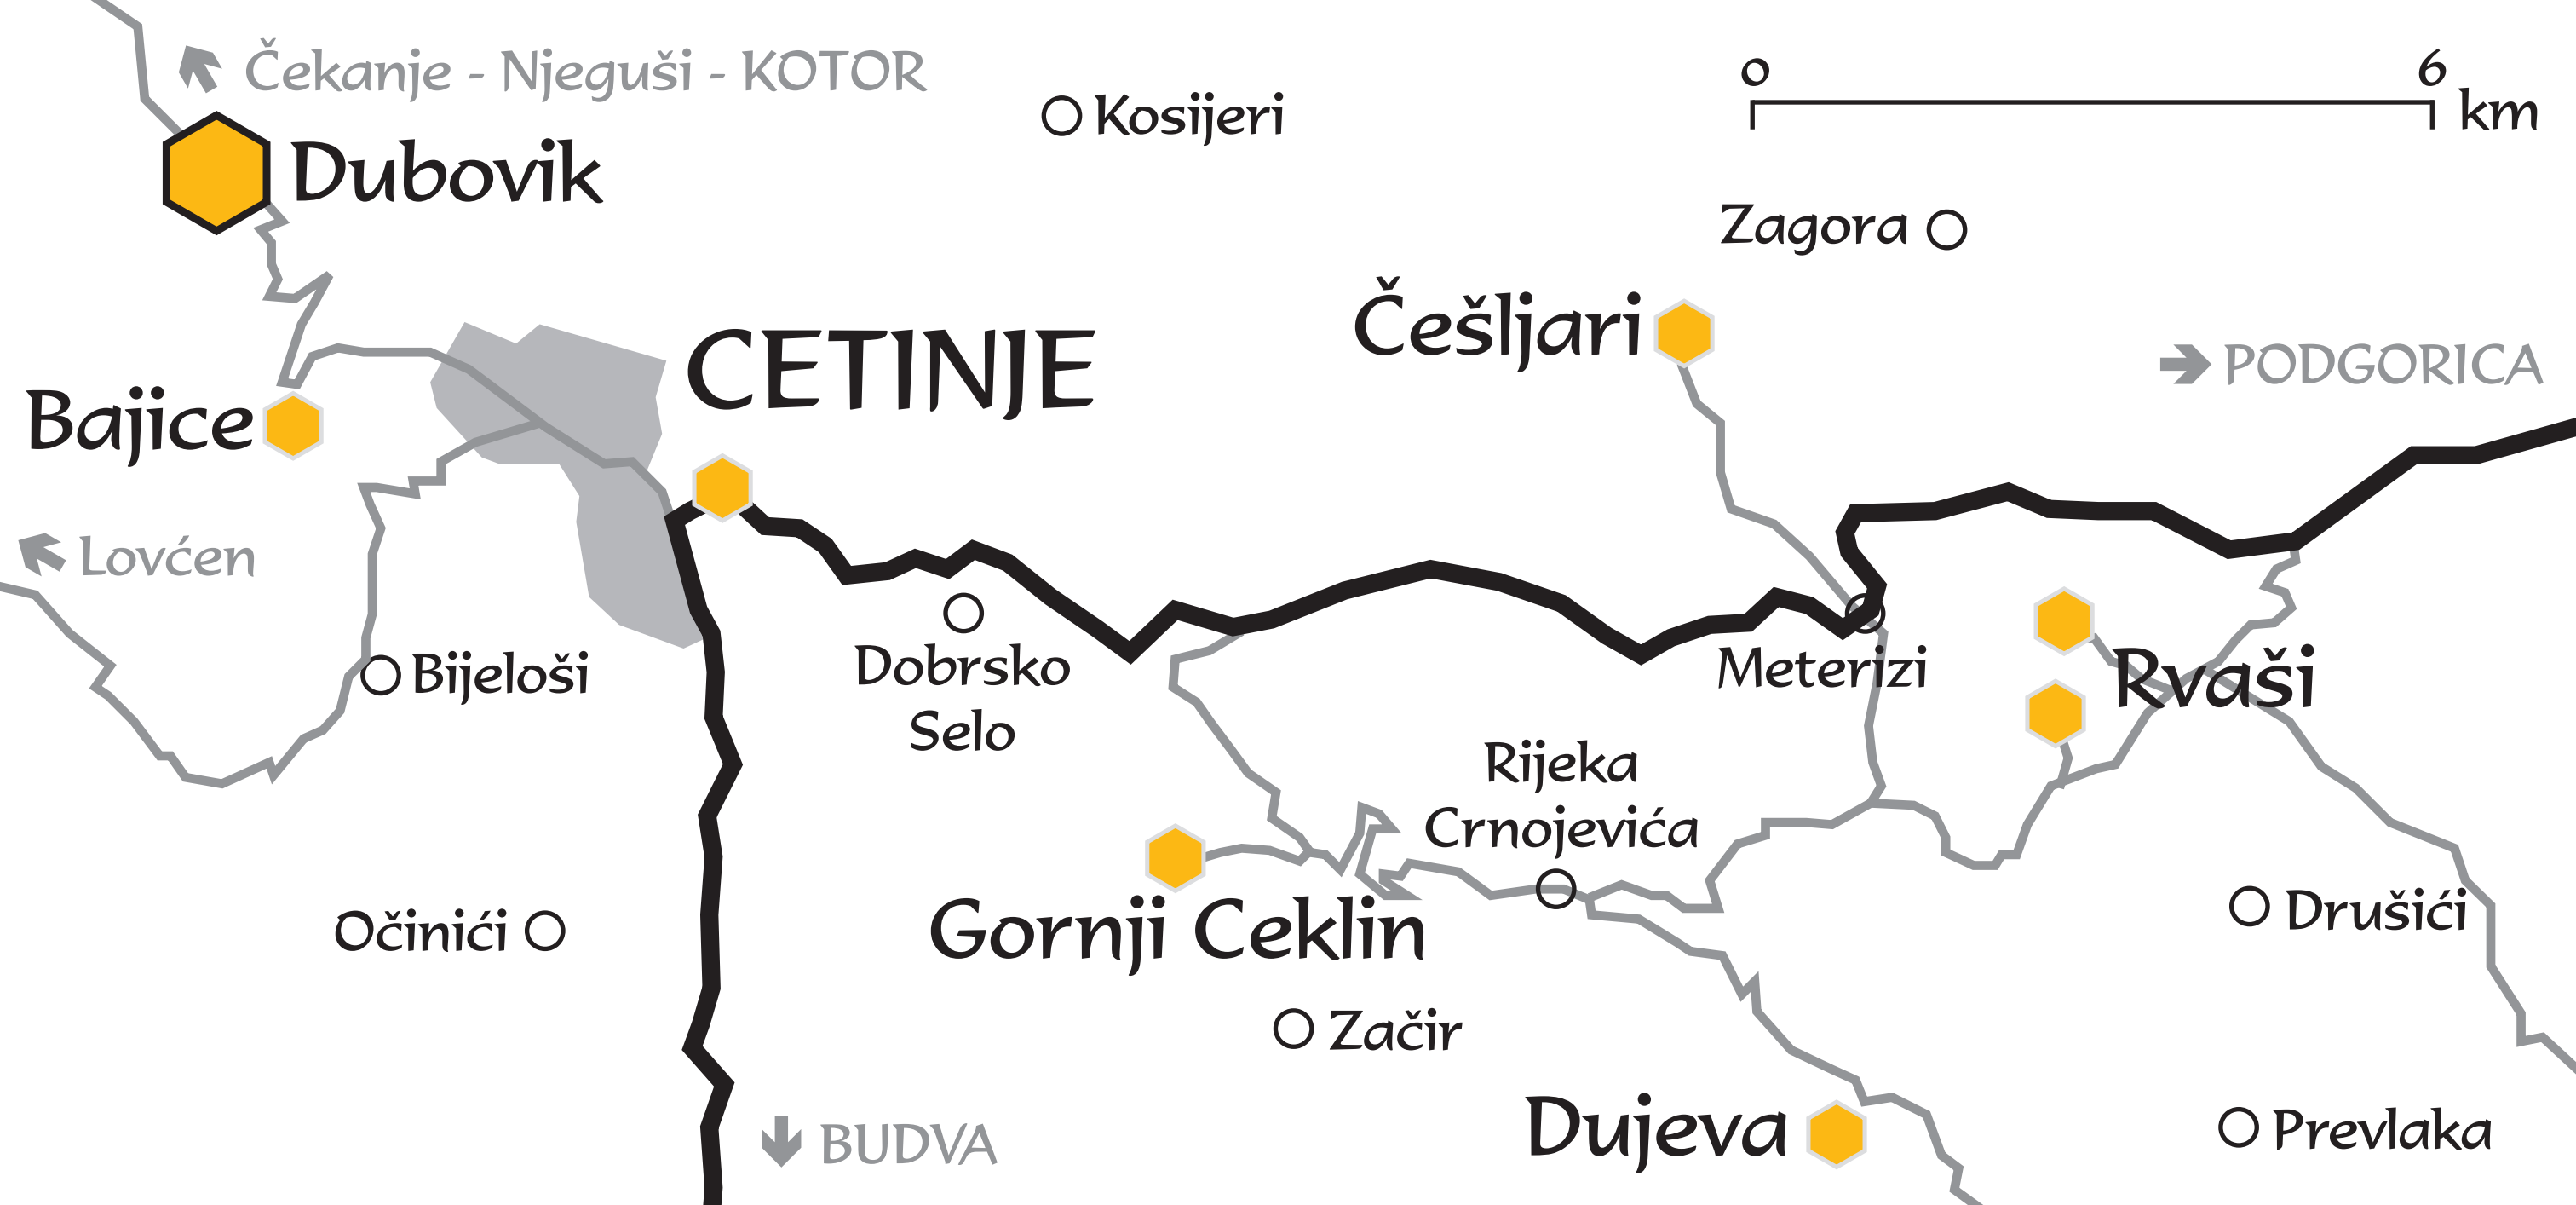 Čekanje - Njeguši - KOTOR
0 6 km
Kosijeri
Dubovik
Zagora
Češljari
CETINJE
PODGORICA
Bajice
Lovćen
Bijeloši
Dobrsko
Selo
Meterizi
Rvaši
Rijeka
Crnojevića
Gornji Ceklin
Očinići
Drušići
Začir
Dujeva
Prevlaka
BUDVA